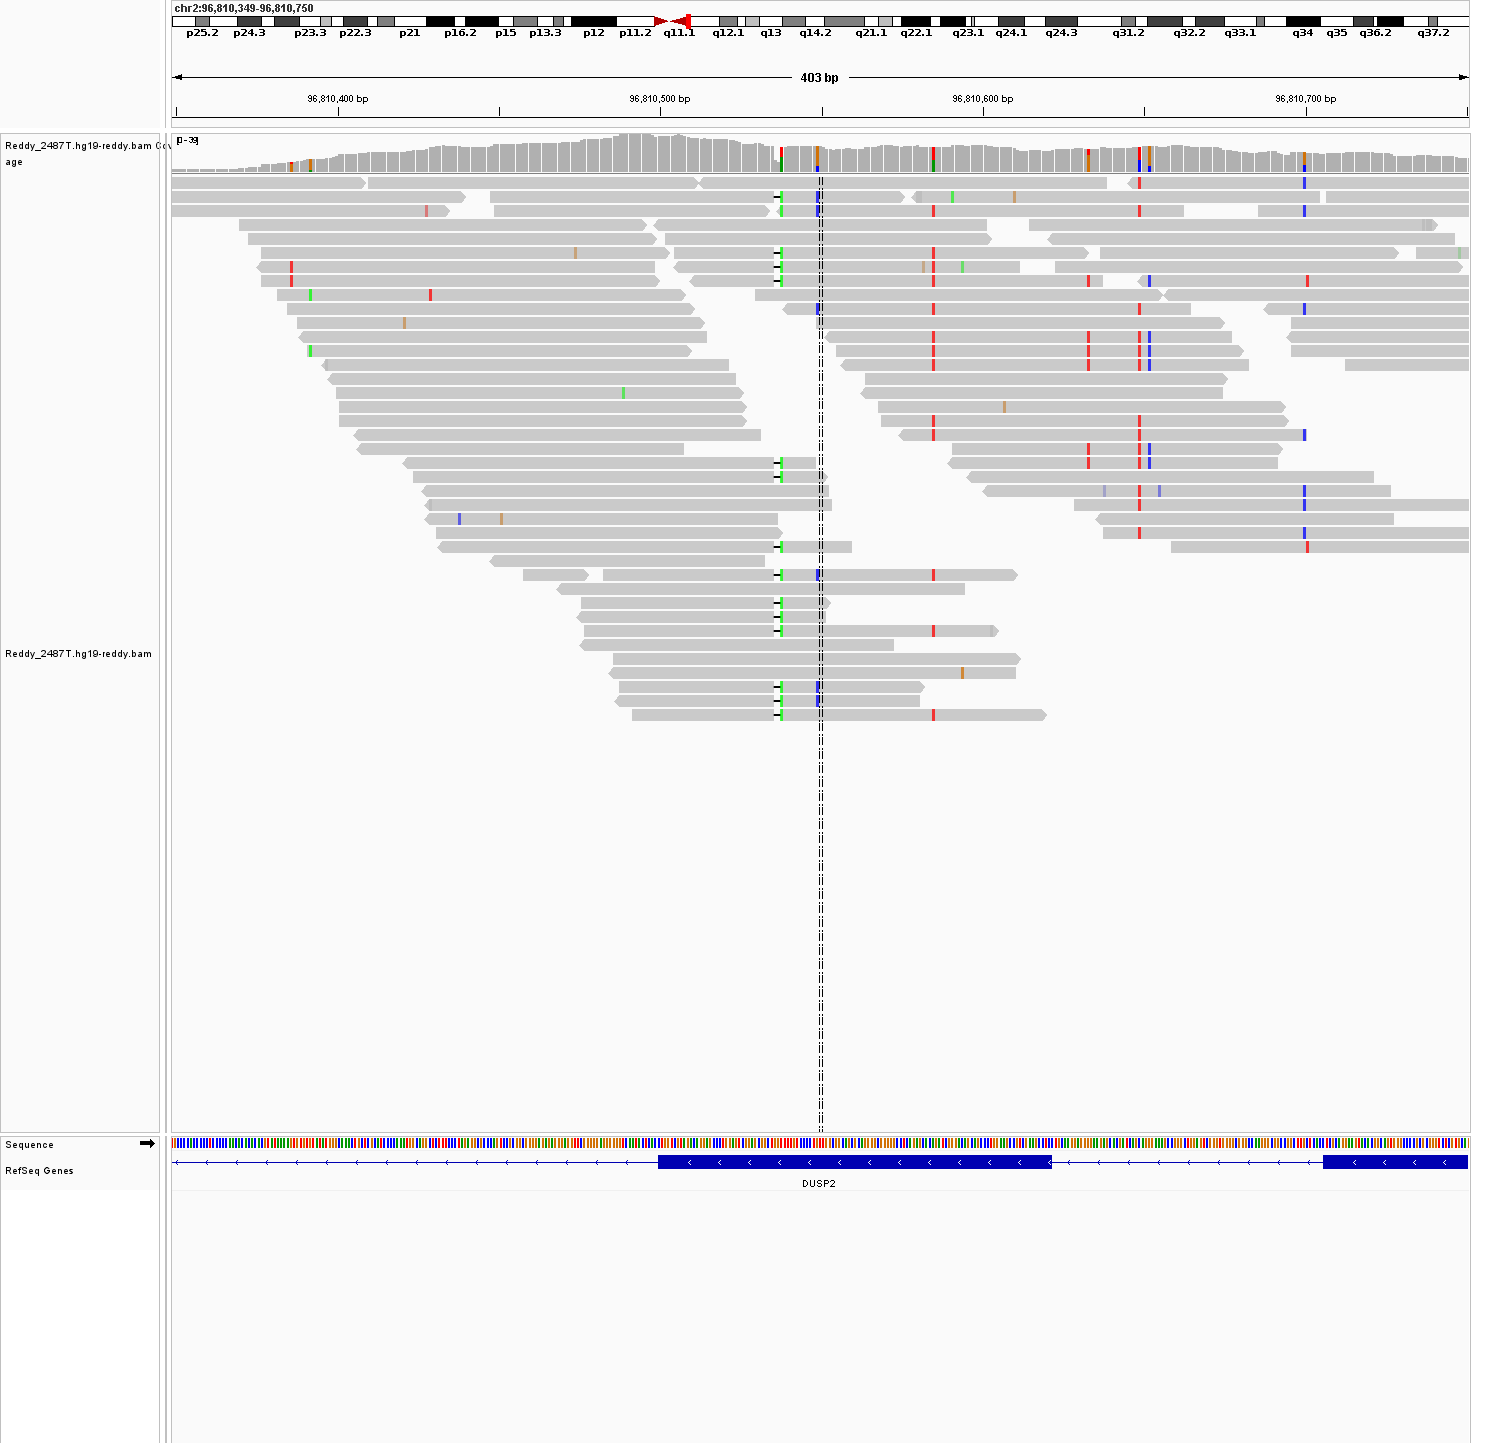 chr2:96,810,349-96,810,750
p25.2 p24.3 p23.3 p22.3 p21 p16.2 p15 p13.3 p12 p11.2 q11.1 q12.1 q13 q14.2 q21.1 q22.1 q23.1 q24.1 q24.3 q31.2 q32.2 q33.1 q34 q35 q36.2 q37.2
403 bp
96,810,400 bp 96,810,500 bp 96,810,600 bp 96,810,700 bp
Reddy_2487T.hg19-reddy.bam Cov
age
[0-39]
Reddy_2487T.hg19-reddy.bam
Sequence
RefSeq Genes
DUSP2